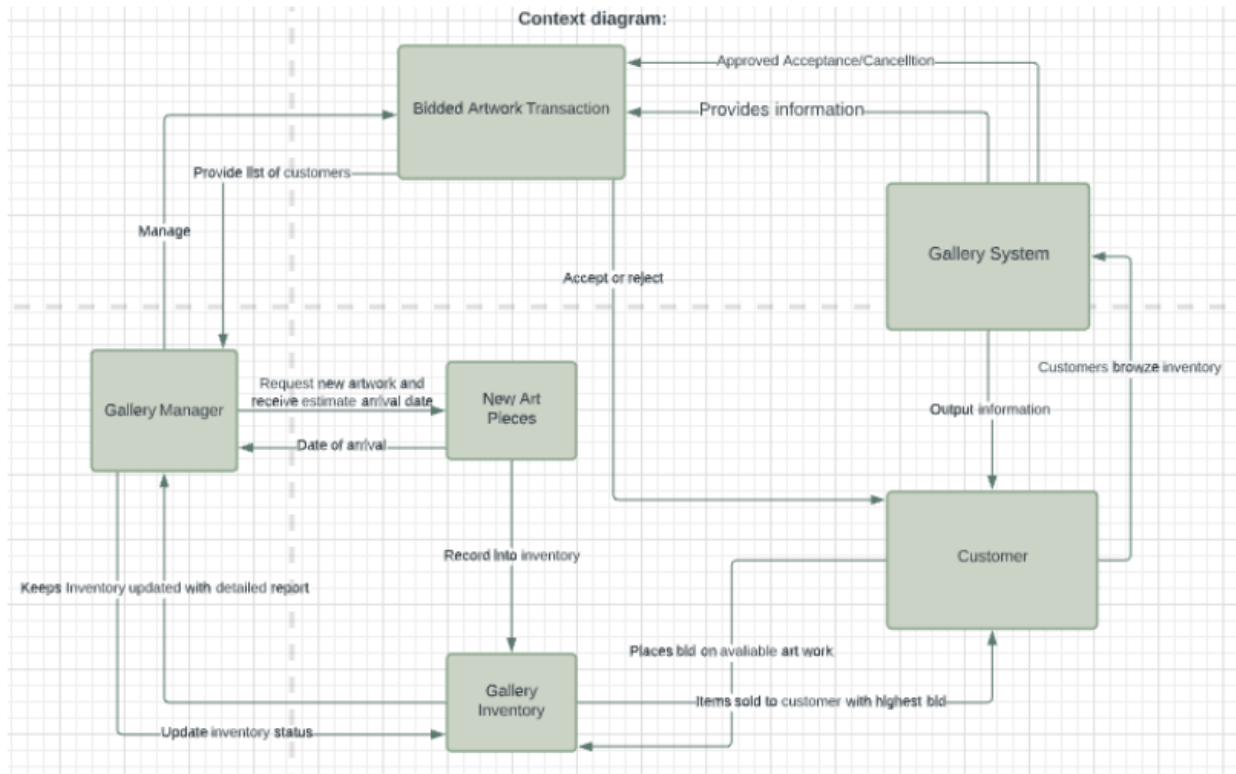 Context diagram:
Approved Acceptance/Cancelltion
Bidded Artwork Transaction
Provides information
Provide list of customers
Manage
Gallery System
Accept or reject
Customers browze inventory
Request new artwork and
receive estimate arrival date
Gallery Manager
New Art
Pieces
Output information
Date of arrival
Record into inventory
Customer
Keeps Inventory updated with detailed report
Places bid on avaliable art work
Gallery
Inventory
Items sold to customer with highest bid
Update inventory status